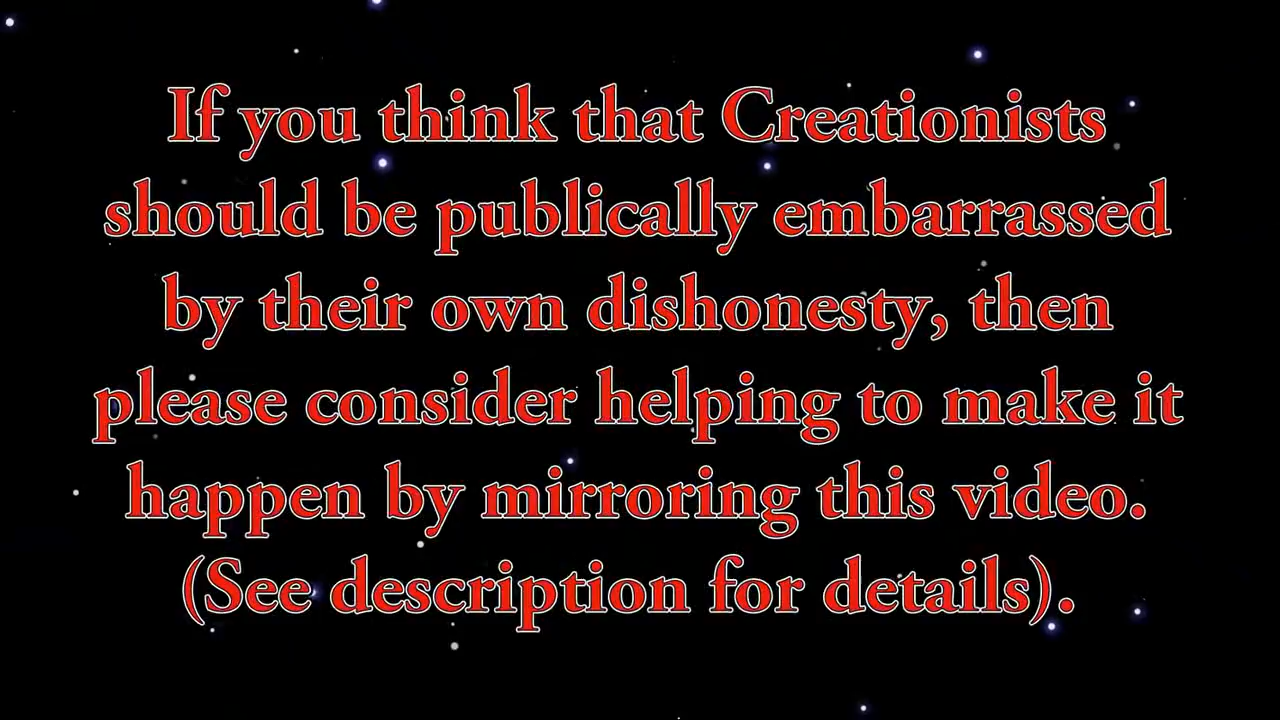 If you think that Creationists
should be publically embarrassed
by their own dishonesty, then
please consider helping to make it
happen by mirroring this video.
(See description for details).